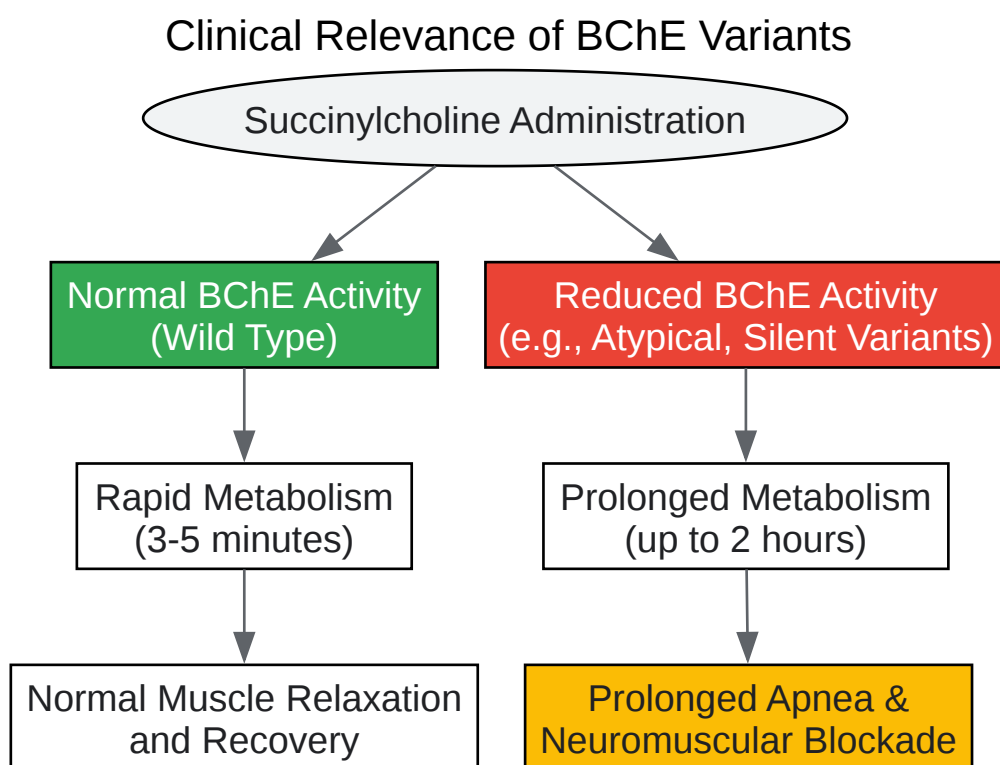 Clinical Relevance of BChE Variants
Succinylcholine Administration
Normal BChE Activity
(Wild Type)
Reduced BChE Activity
(e.g., Atypical, Silent Variants)
Rapid Metabolism
(3-5 minutes)
Prolonged Metabolism
(up to 2 hours)
Normal Muscle Relaxation
and Recovery
Prolonged Apnea &
Neuromuscular Blockade